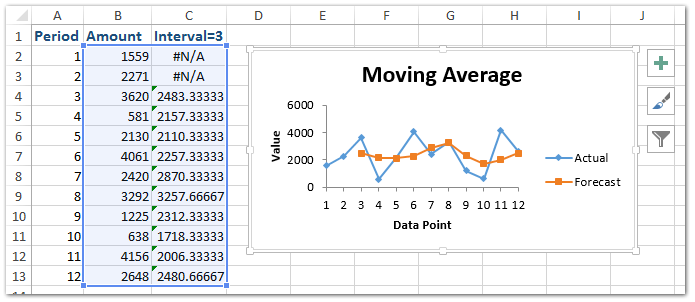 A B C D E F G H I J
1 Period Amount Interval=3
2 1 1559 #N/A
3 2 2271 #N/A
4 3 3620 2483.33333
5 4 581 2157.33333
6 5 2130 2110.33333
7 6 4061 2257.33333
8 7 2420 2870.33333
9 8 3292 3257.66667
10 9 1225 2312.33333
11 10 638 1718.33333
12 11 4156 2006.33333
13 12 2648 2480.66667
Moving Average
6000
4000
2000
0
Value
1 2 3 4 5 6 7 8 9 10 11 12
Data Point
Actual
Forecast